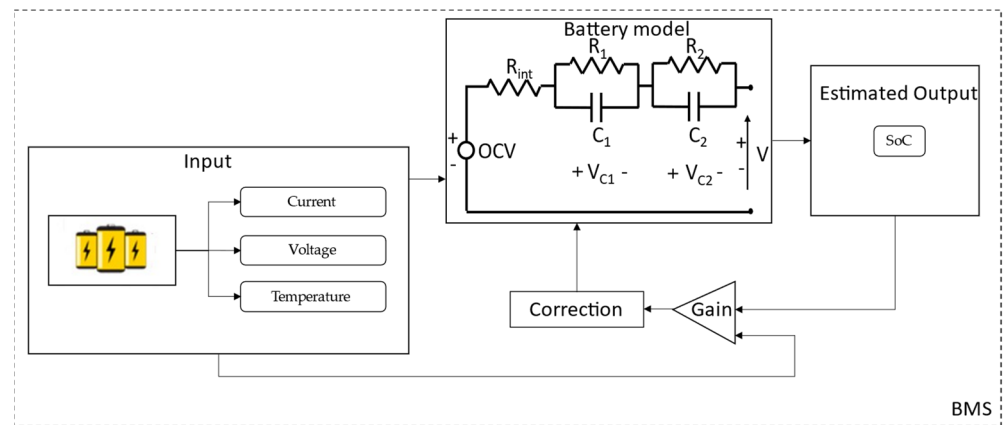 Battery model
R1
R2
Rint
Estimated Output
SoC
C1
C2
+
OCV
-
+
V
-
+ VC1 -
+ VC2 -
Input
Current
Voltage
Temperature
Correction
Gain
BMS